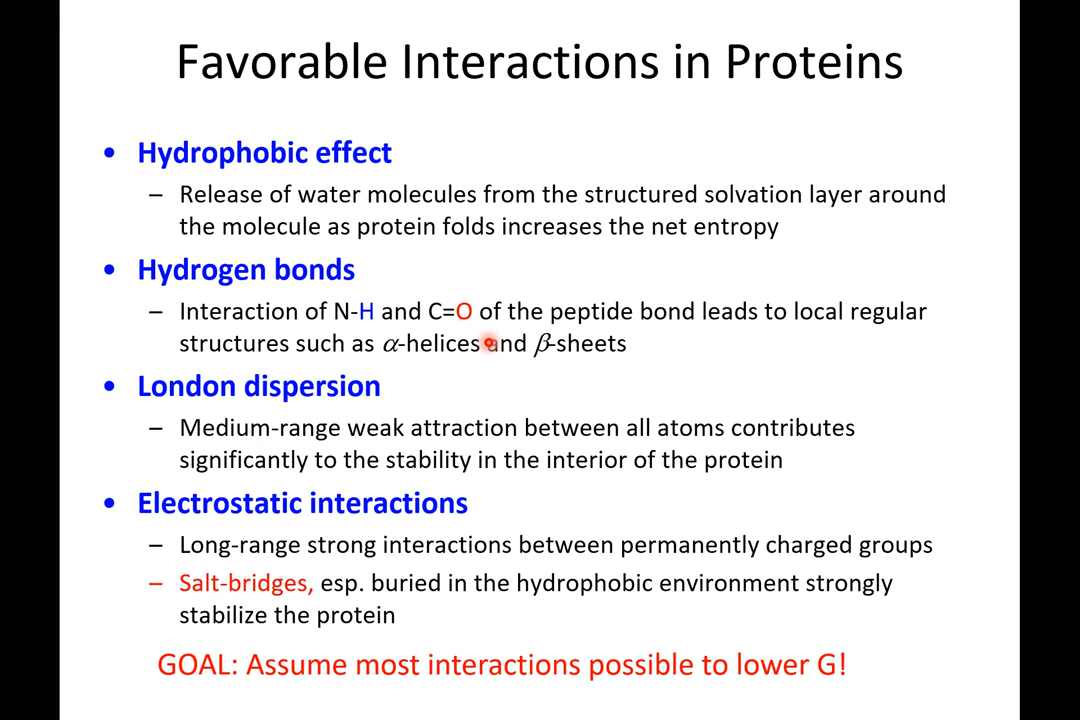 Favorable Interactions in Proteins
• Hydrophobic effect
– Release of water molecules from the structured solvation layer around
the molecule as protein folds increases the net entropy
• Hydrogen bonds
– Interaction of N-H and C=O of the peptide bond leads to local regular
structures such as α-helices and β-sheets
• London dispersion
– Medium-range weak attraction between all atoms contributes
significantly to the stability in the interior of the protein
• Electrostatic interactions
– Long-range strong interactions between permanently charged groups
– Salt-bridges, esp. buried in the hydrophobic environment strongly
stabilize the protein
GOAL: Assume most interactions possible to lower G!